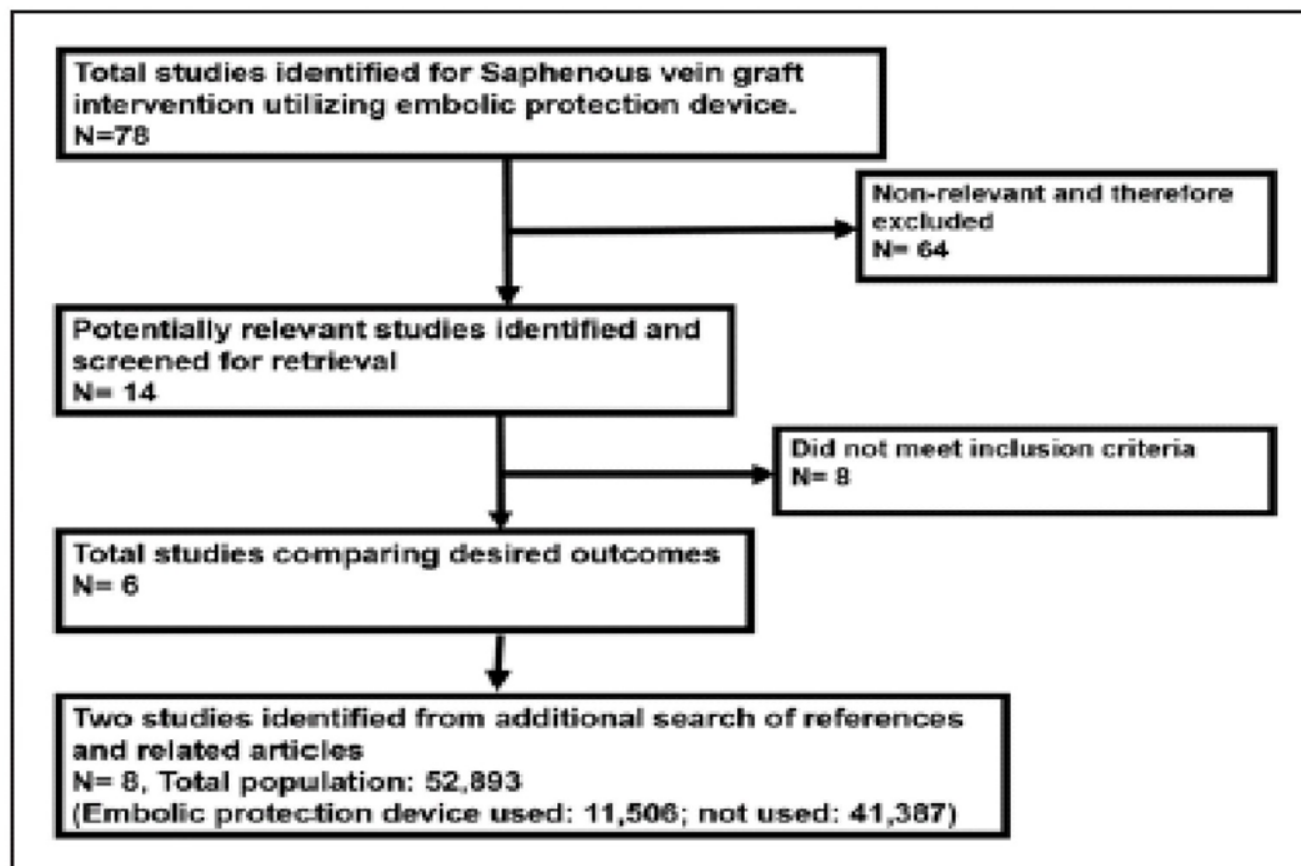 Total studies identified for Saphenous vein graft
intervention utilizing embolic protection device.
N=78
Non-relevant and therefore
excluded
N= 64
Potentially relevant studies identified and
screened for retrieval
N= 14
Did not meet inclusion criteria
N= 8
Total studies comparing desired outcomes
N= 6
Two studies identified from additional search of references
and related articles
N= 8, Total population: 52,893
(Embolic protection device used: 11,506; not used: 41,387)